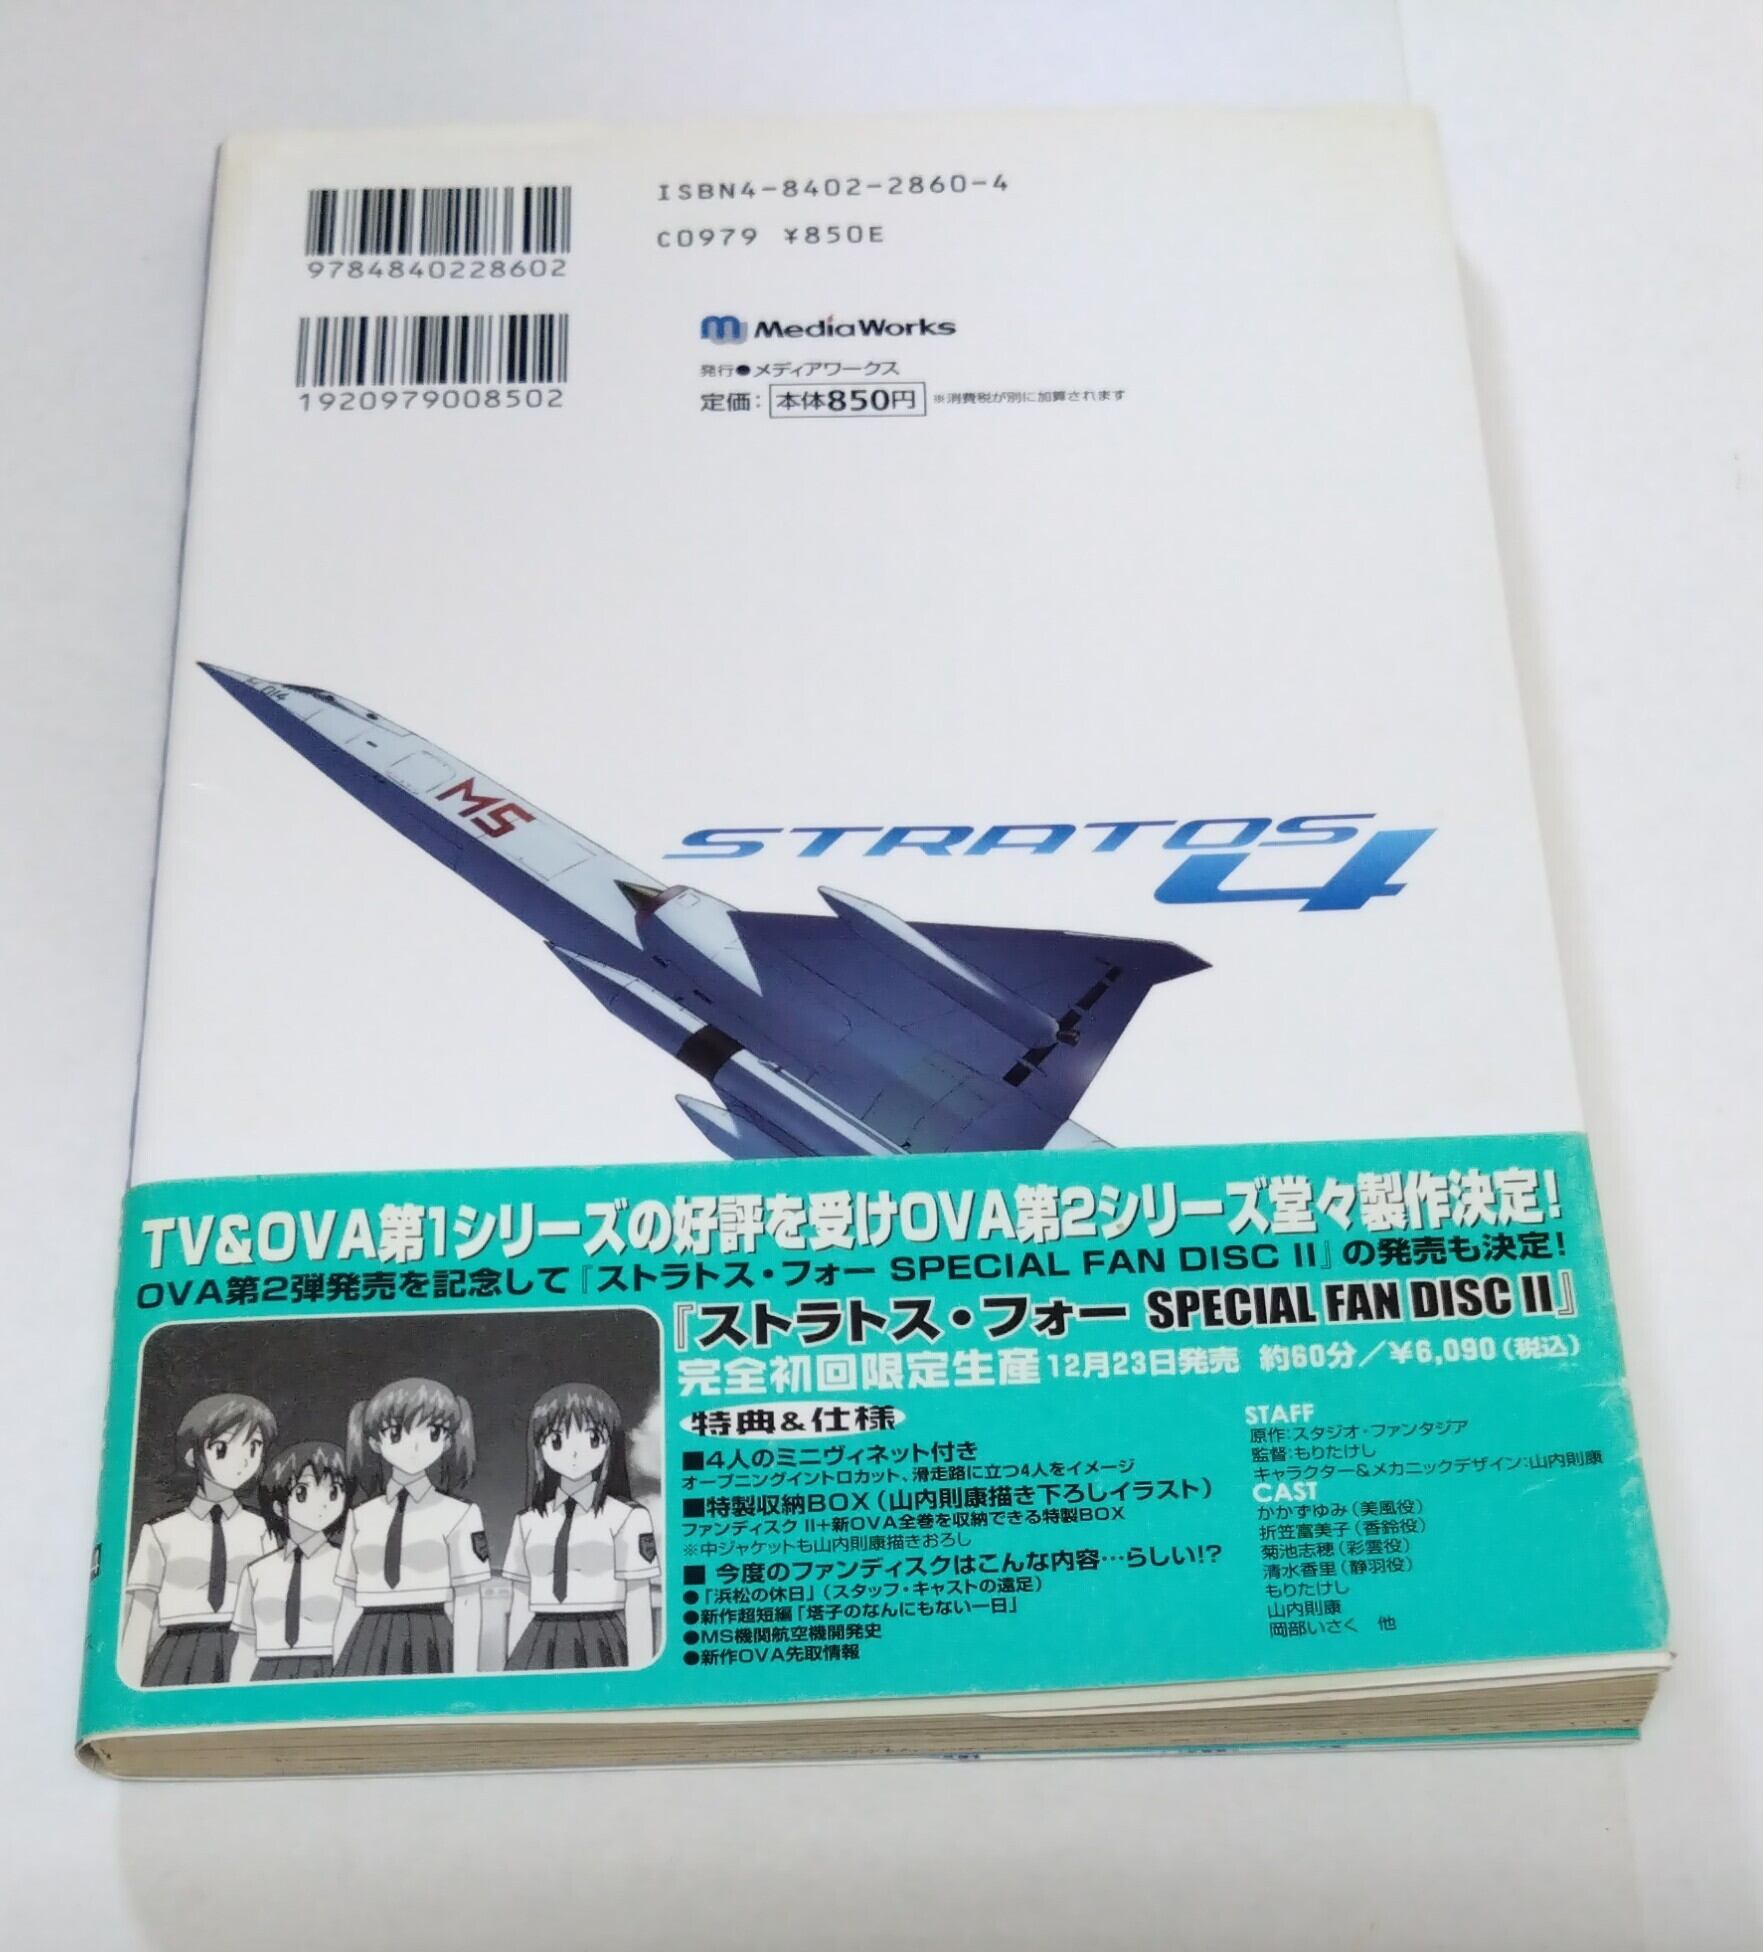 ISBN4-8402-2860-4
C0979 ¥850E
9784840228602
1920979008502
MediaWorks
発行●メディアワークス
定価：本体850円 ※消費税が別に加算されます
014
MS
STRATOS
4
TV&OVA第1シリーズの好評を受けOVA第2シリーズ堂々製作決定！
OVA第2弾発売を記念して『ストラトス・フォー SPECIAL FAN DISC II』の発売も決定！
『ストラトス・フォー SPECIAL FAN DISC II』
完全初回限定生産 12月23日発売 約60分／¥6,090（税込）
特典&仕様
■4人のミニヴィネット付き
オープニングイントロカット、滑走路に立つ4人をイメージ
■特製収納BOX（山内則康描き下ろしイラスト）
ファンディスク II+新OVA全巻を収納できる特製BOX
※中ジャケットも山内則康描きおろし
■ 今度のファンディスクはこんな内容…らしい!?
●「浜松の休日」（スタッフ・キャストの遠足）
●新作超短編「塔子のなんにもない一日」
●MS機関航空機開発史
●新作OVA先取情報
STAFF
原作：スタジオ・ファンタジア
監督：もりたけし
キャラクター&メカニックデザイン：山内則康
CAST
かかずゆみ（美風役）
折笠富美子（香鈴役）
菊池志穂（彩雲役）
清水香里（静羽役）
もりたけし
山内則康
岡部いさく 他